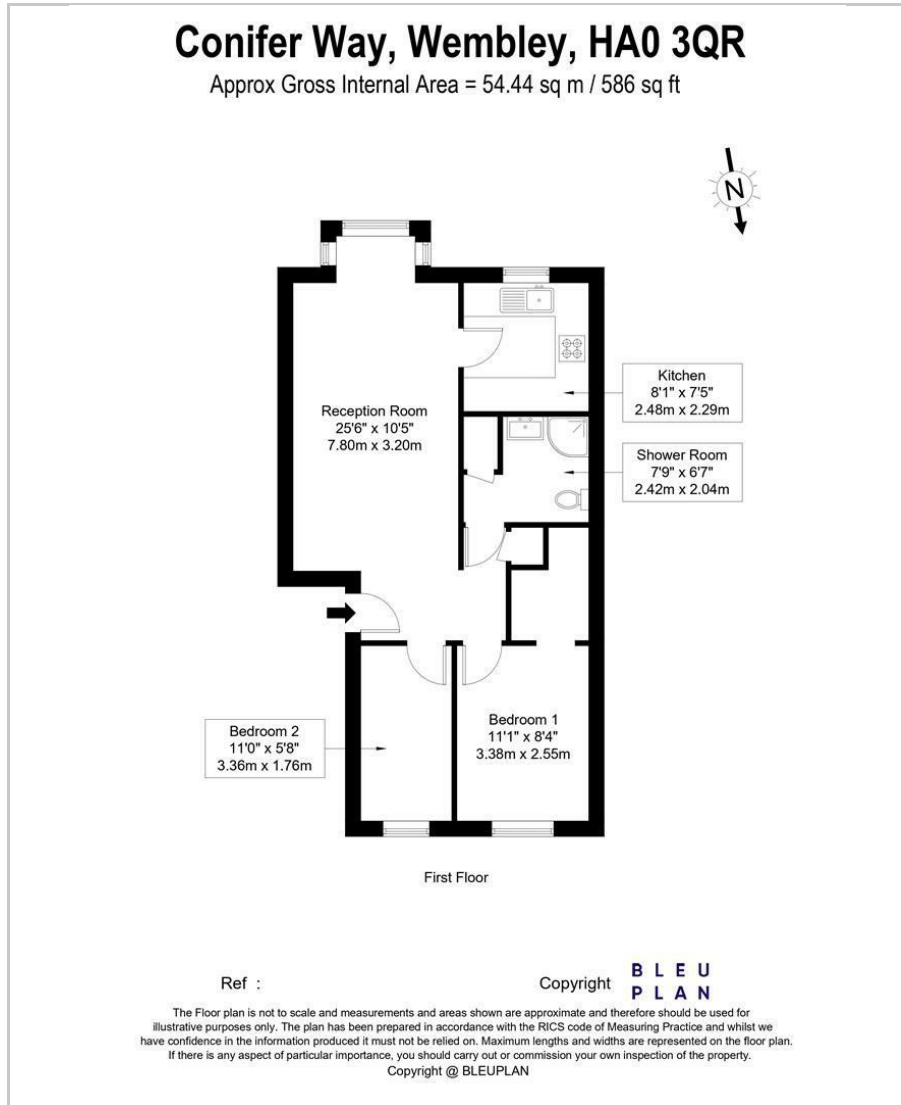 Conifer Way, Wembley, HA0 3QR
Approx Gross Internal Area = 54.44 sq m / 586 sq ft
N
Reception Room
25'6" x 10'5"
7.80m x 3.20m
Kitchen
8'1" x 7'5"
2.48m x 2.29m
Shower Room
7'9" x 6'7"
2.42m x 2.04m
Bedroom 1
11'1" x 8'4"
3.38m x 2.55m
Bedroom 2
11'0" x 5'8"
3.36m x 1.76m
First Floor
Ref :
Copyright
BLEU
PLAN
The Floor plan is not to scale and measurements and areas shown are approximate and therefore should be used for
illustrative purposes only. The plan has been prepared in accordance with the RICS code of Measuring Practice and whilst we
have confidence in the information produced it must not be relied on. Maximum lengths and widths are represented on the floor plan.
If there is any aspect of particular importance, you should carry out or commission your own inspection of the property.
Copyright @ BLEUPLAN